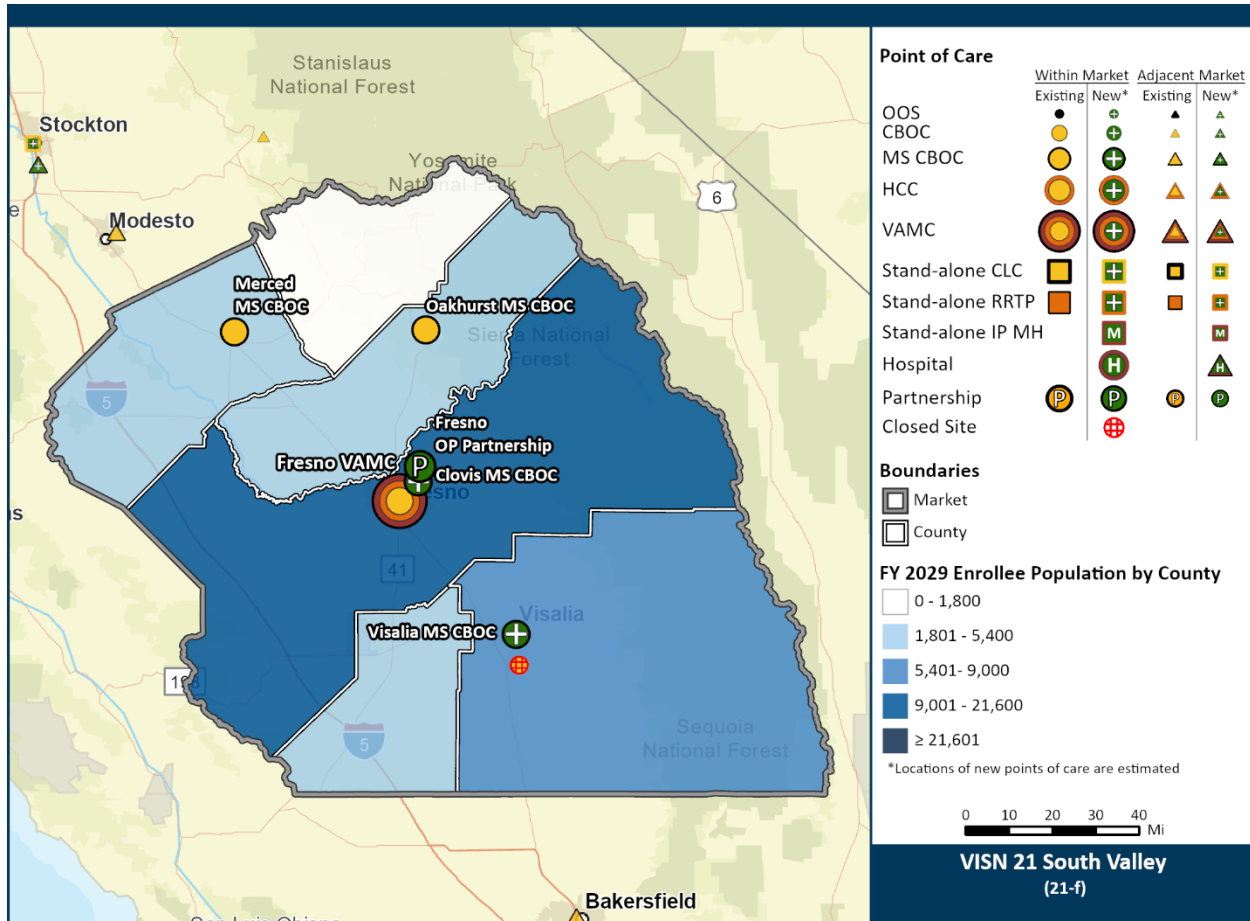 Stanislaus
National Forest
Stockton
Yosemite
National Park
6
Modesto
Merced
MS CBOC
Oakhurst MS CBOC
Sierra National
Forest
5
Fresno
OP Partnership
P
Fresno VAMC
Clovis MS CBOC
41
Visalia
Visalia MS CBOC
5
Sequoia
National Forest
Bakersfield
San Luis Obispo
Point of Care
Within Market Adjacent Market
Existing New* Existing New*
OOS
CBOC
MS CBOC
HCC
VAMC
Stand-alone CLC
Stand-alone RRTP
Stand-alone IP MH M M
Hospital H H
Partnership P P P P
Closed Site
Boundaries
Market
County
FY 2029 Enrollee Population by County
0 - 1,800
1,801 - 5,400
5,401- 9,000
9,001 - 21,600
≥ 21,601
*Locations of new points of care are estimated
0 10 20 30 40
Mi
VISN 21 South Valley
(21-f)